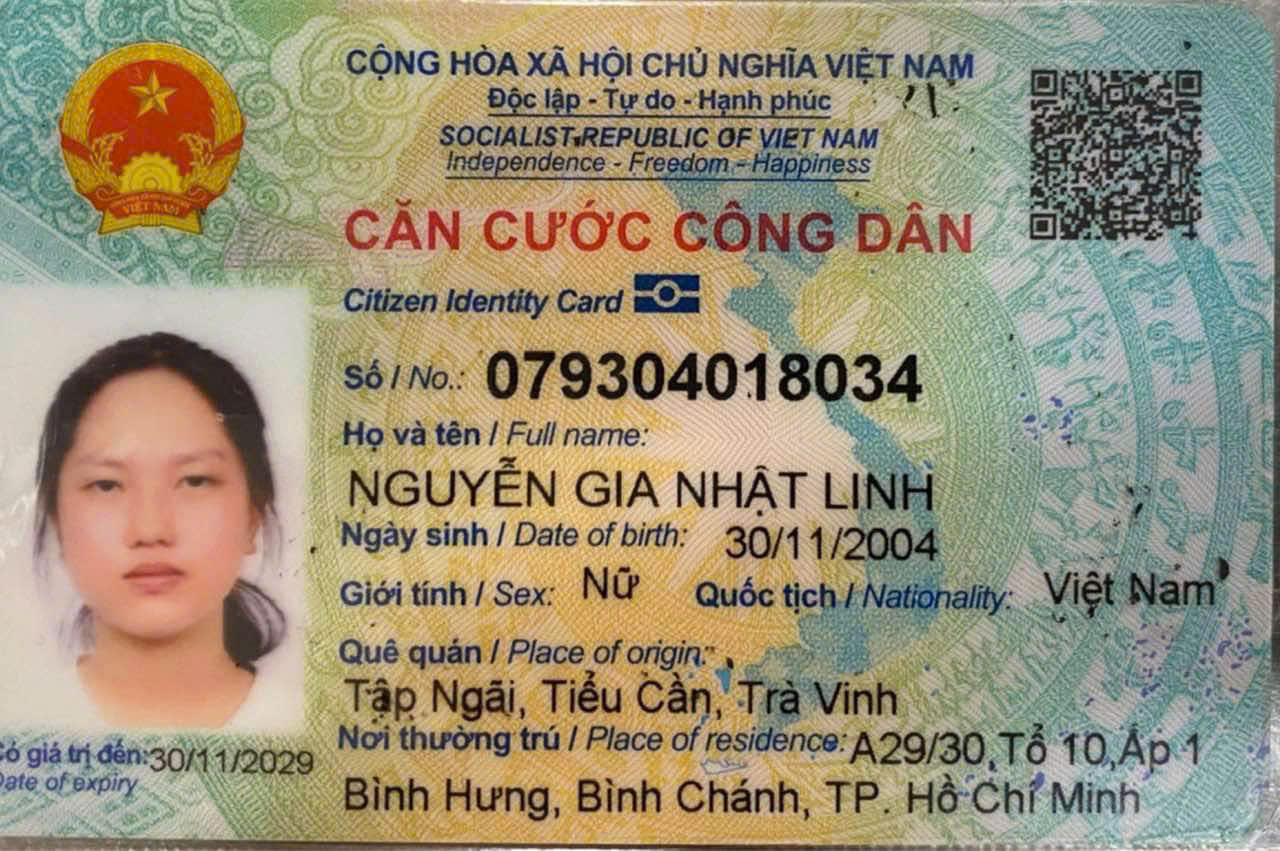 CỘNG HÒA XÃ HỘI CHỦ NGHĨA VIỆT NAM
Độc lập - Tự do - Hạnh phúc
SOCIALIST REPUBLIC OF VIET NAM
Independence - Freedom - Happiness
VIỆT NAM
CĂN CƯỚC CÔNG DÂN
Citizen Identity Card
Số / No.: 079304018034
Họ và tên / Full name:
NGUYỄN GIA NHẬT LINH
Ngày sinh / Date of birth: 30/11/2004
Giới tính / Sex: Nữ Quốc tịch / Nationality: Việt Nam
Quê quán / Place of origin:
Tập Ngãi, Tiểu Cần, Trà Vinh
Nơi thường trú / Place of residence: A29/30,Tổ 10,Ấp 1
Bình Hưng, Bình Chánh, TP. Hồ Chí Minh
Có giá trị đến: 30/11/2029
Date of expiry